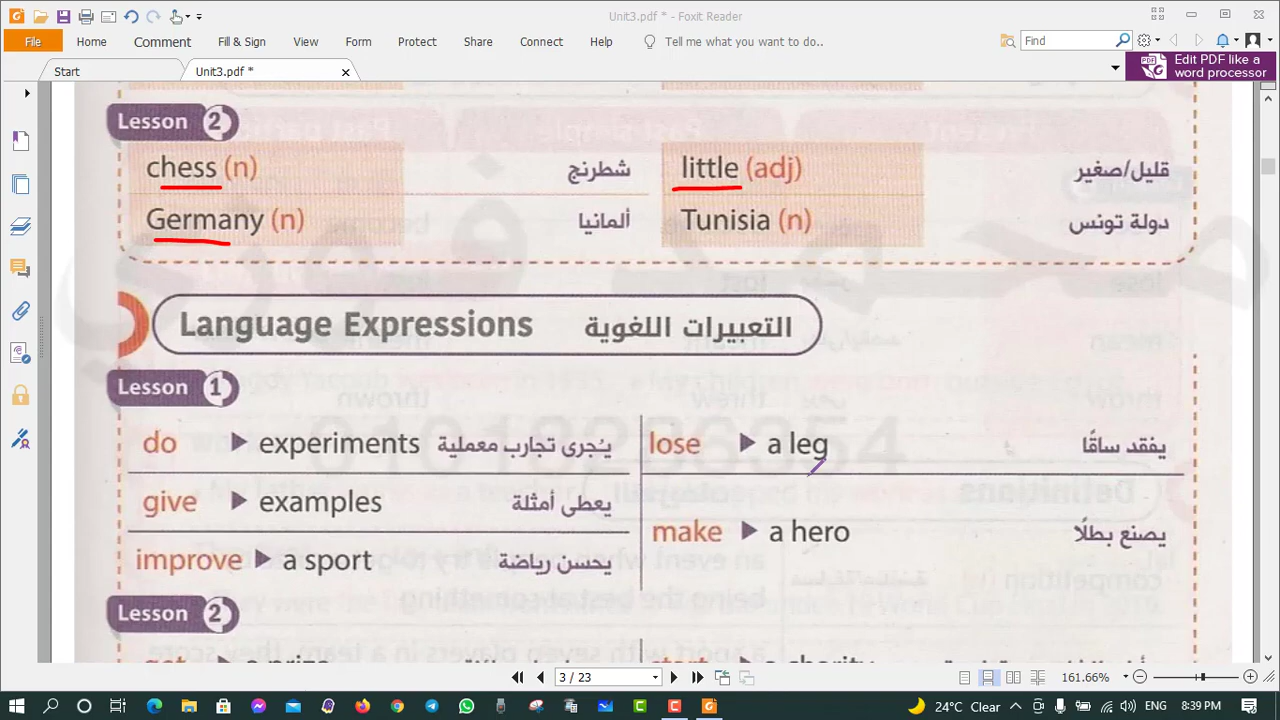 Unit3.pdf * - Foxit Reader
File Home Comment Fill & Sign View Form Protect Share Connect Help Tell me what you want to do.. Find
Start Unit3.pdf * Edit PDF like a
word processor
Lesson 2
chess (n) شطرنج little (adj) قليل/صغير
Germany (n) ألمانيا Tunisia (n) دولة تونس
Language Expressions التعبيرات اللغوية
Lesson 1
do experiments يُجرى تجارب معملية lose a leg يفقد ساقًا
give examples يعطى أمثلة
make a hero يصنع بطلًا
improve a sport يحسن رياضة
Lesson 2
3 / 23 161.66%
24°C Clear ENG 8:39 PM